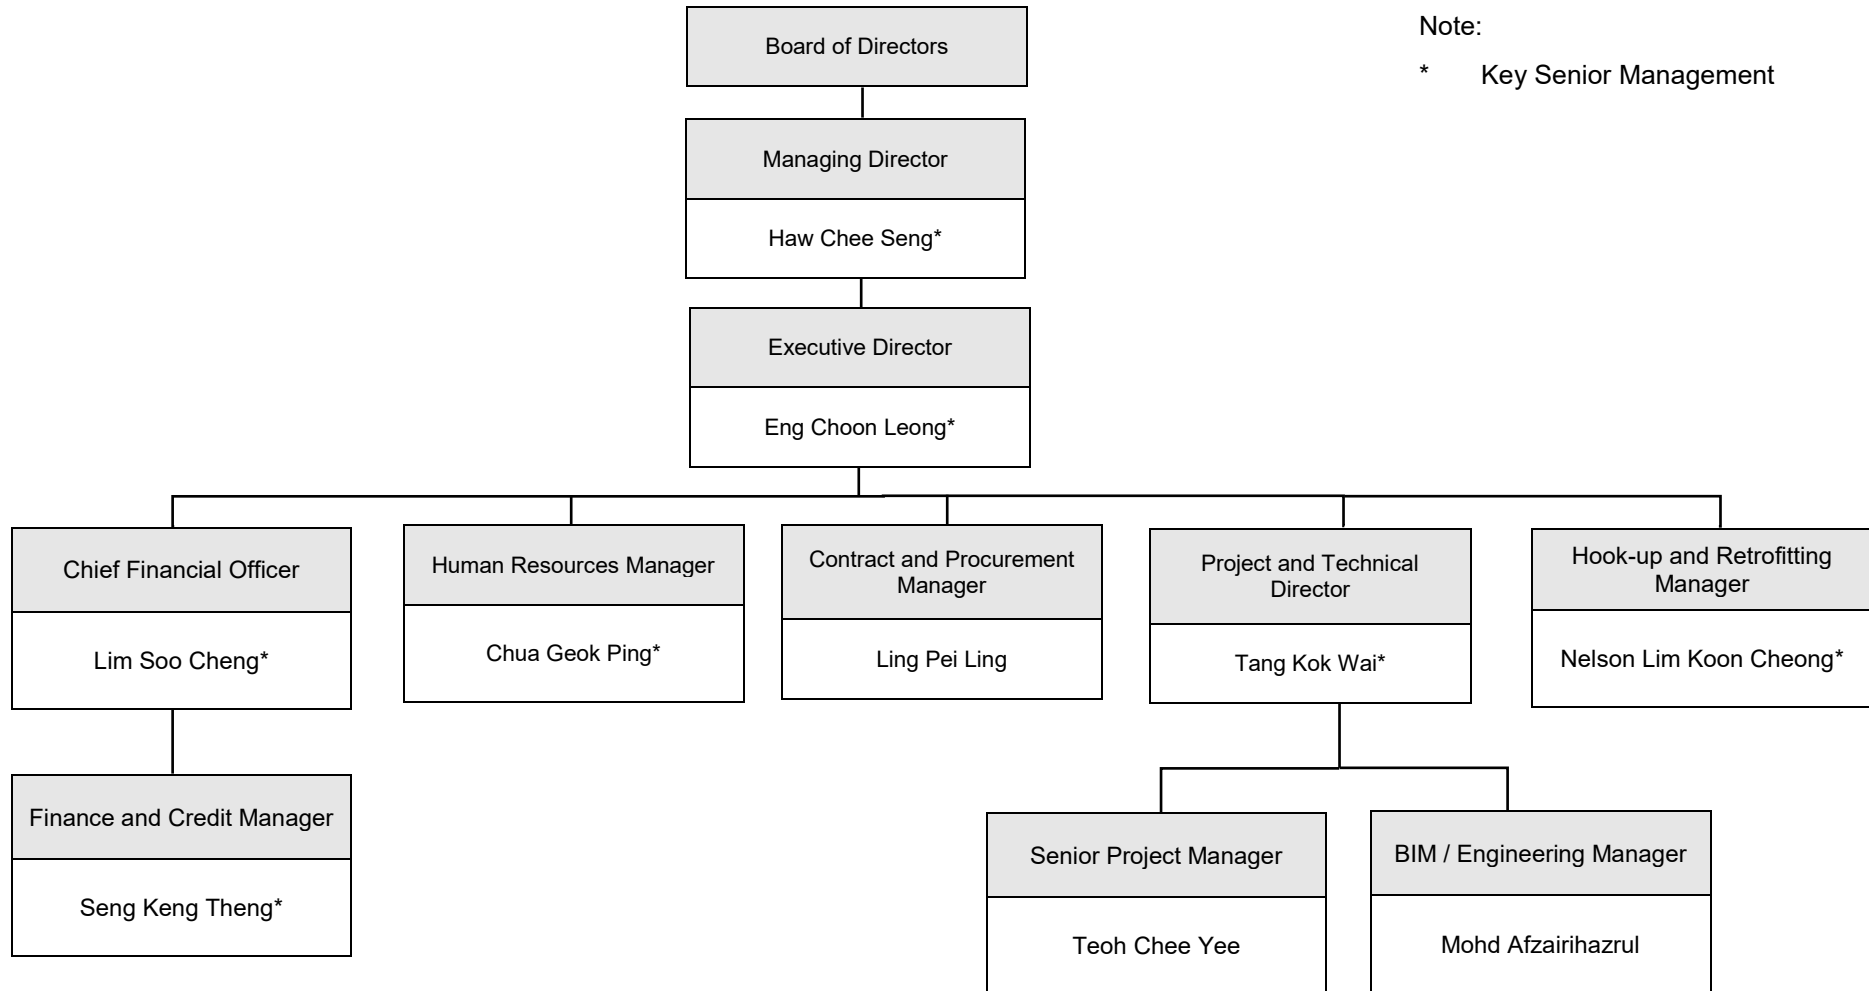 Note:
* Key Senior Management
Board of Directors
Managing Director
Haw Chee Seng*
Executive Director
Eng Choon Leong*
Chief Financial Officer
Lim Soo Cheng*
Human Resources Manager
Chua Geok Ping*
Contract and Procurement
Manager
Ling Pei Ling
Project and Technical
Director
Tang Kok Wai*
Hook-up and Retrofitting
Manager
Nelson Lim Koon Cheong*
Finance and Credit Manager
Seng Keng Theng*
Senior Project Manager
Teoh Chee Yee
BIM / Engineering Manager
Mohd Afzairihazrul